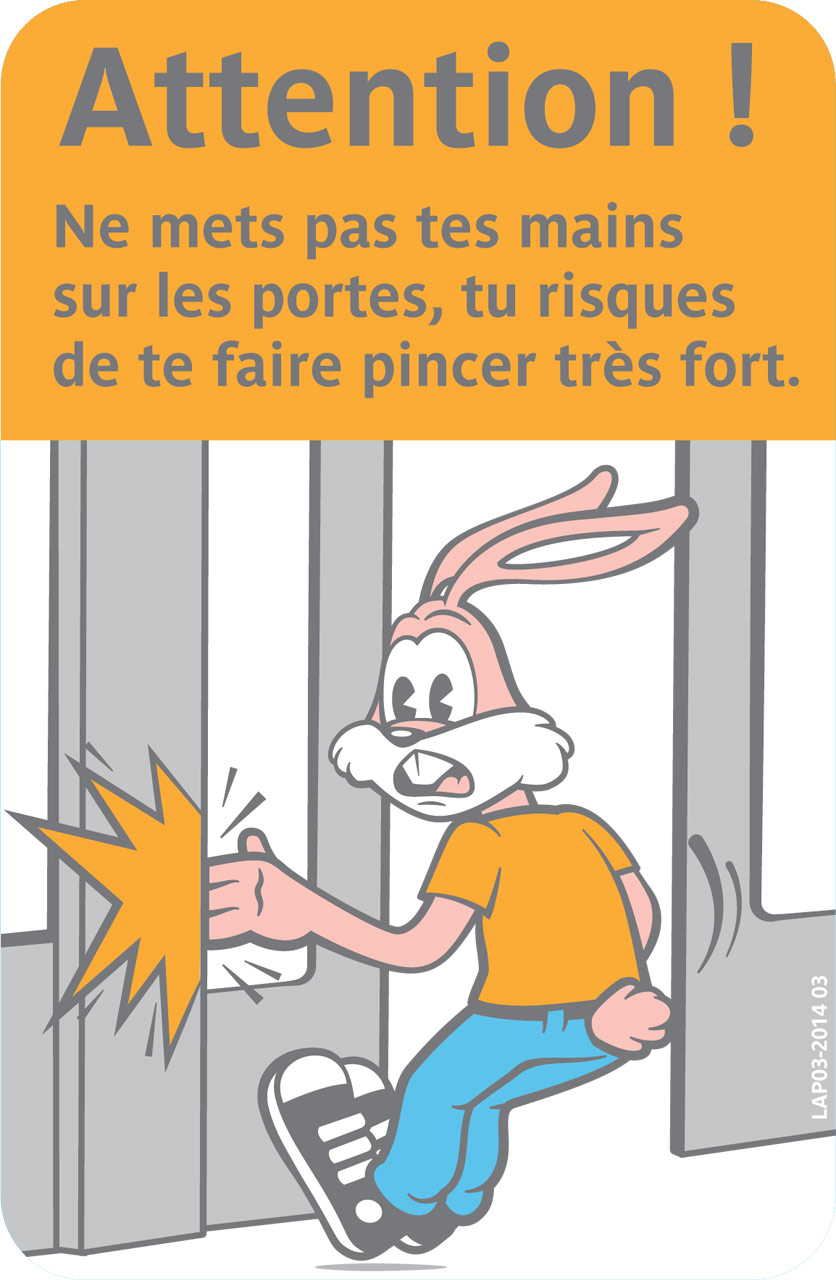 Attention !
Ne mets pas tes mains
sur les portes, tu risques
de te faire pincer très fort.
LAP03-2014 03